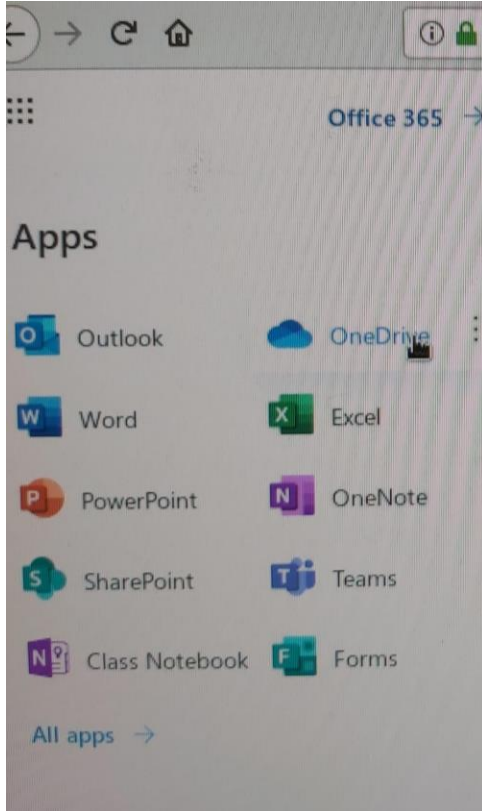 Office 365
Apps
Outlook OneDrive
Word Excel
PowerPoint OneNote
SharePoint Teams
Class Notebook Forms
All apps